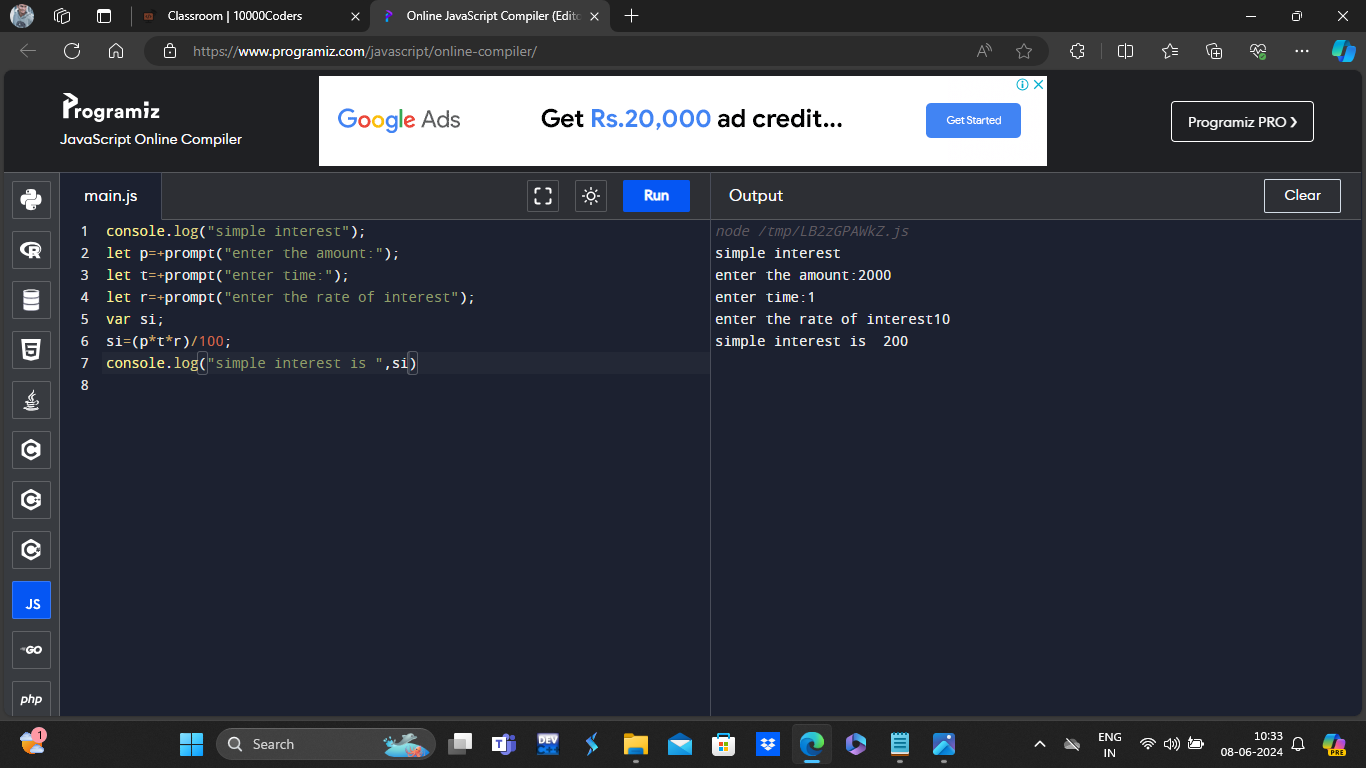 Classroom | 10000Coders
Online JavaScript Compiler (Edito
https://www.programiz.com/javascript/online-compiler/
Programiz
JavaScript Online Compiler
Google Ads
Get Rs.20,000 ad credit...
Get Started
Programiz PRO ›
main.js
Run
Output
Clear
1 console.log("simple interest");
2 let p=+prompt("enter the amount:");
3 let t=+prompt("enter time:");
4 let r=+prompt("enter the rate of interest");
5 var si;
6 si=(p*t*r)/100;
7 console.log("simple interest is ",si)
8
node /tmp/LB2zGPAWkZ.js
simple interest
enter the amount:2000
enter time:1
enter the rate of interest10
simple interest is  200
R
5
C
C
C
JS
GO
php
1
Search
DEV
C++
T
ENG
IN
10:33
08-06-2024
PRE